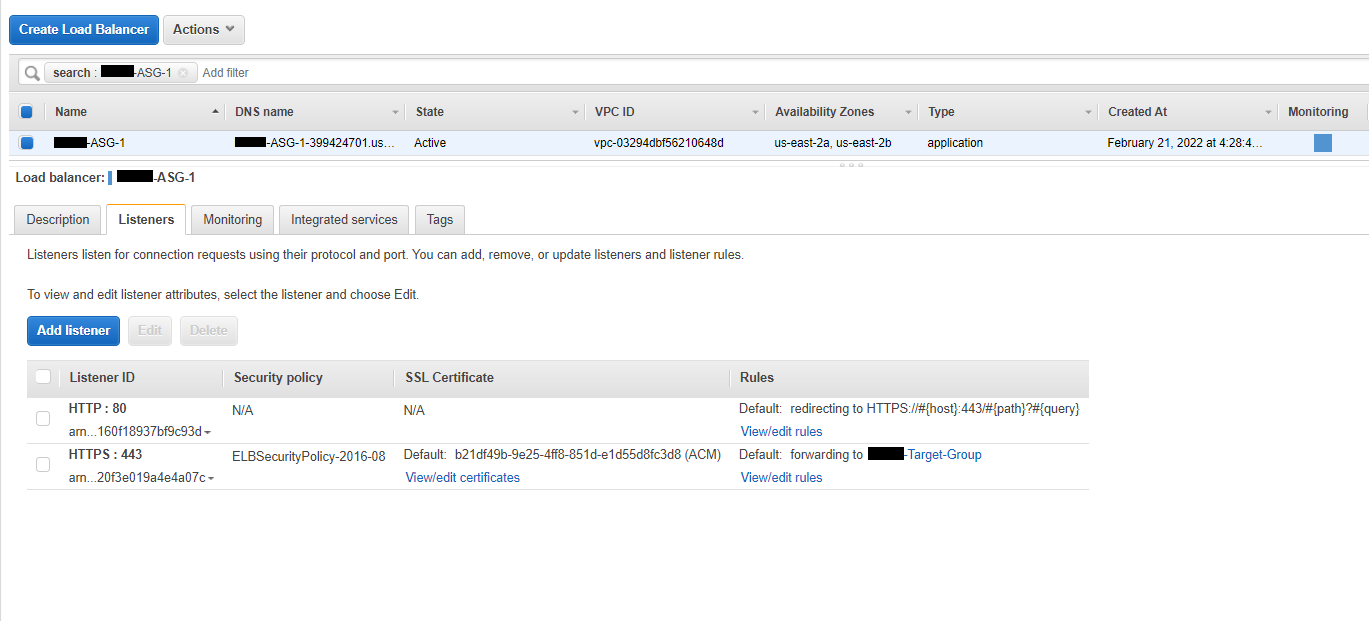 Create Load Balancer Actions
search : -ASG-1 Add filter
Name DNS name State VPC ID Availability Zones Type Created At Monitoring
-ASG-1 -ASG-1-399424701.us... Active vpc-03294dbf56210648d us-east-2a, us-east-2b application February 21, 2022 at 4:28:4...
Load balancer: -ASG-1
Description Listeners Monitoring Integrated services Tags
Listeners listen for connection requests using their protocol and port. You can add, remove, or update listeners and listener rules.
To view and edit listener attributes, select the listener and choose Edit.
Add listener Edit Delete
Listener ID Security policy SSL Certificate Rules
HTTP : 80 N/A N/A Default: redirecting to HTTPS://#{host}:443/#{path}?#{query}
arn...160f18937bf9c93d View/edit rules
HTTPS : 443 ELBSecurityPolicy-2016-08 Default: b21df49b-9e25-4ff8-851d-e1d55d8fc3d8 (ACM) Default: forwarding to -Target-Group
arn...20f3e019a4e4a07c View/edit certificates View/edit rules